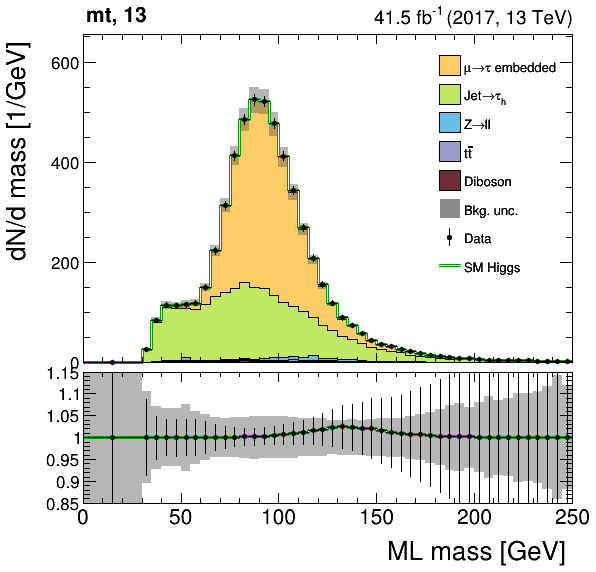 mt, 13
41.5 fb⁻¹ (2017, 13 TeV)
dN/d mass [1/GeV]
600
400
200
0
μ→τ embedded
Jet→τₕ
Z→ll
tt̅
Diboson
Bkg. unc.
Data
SM Higgs
1.15
1.1
1.05
1
0.95
0.9
0.85
0 50 100 150 200 250
ML mass [GeV]